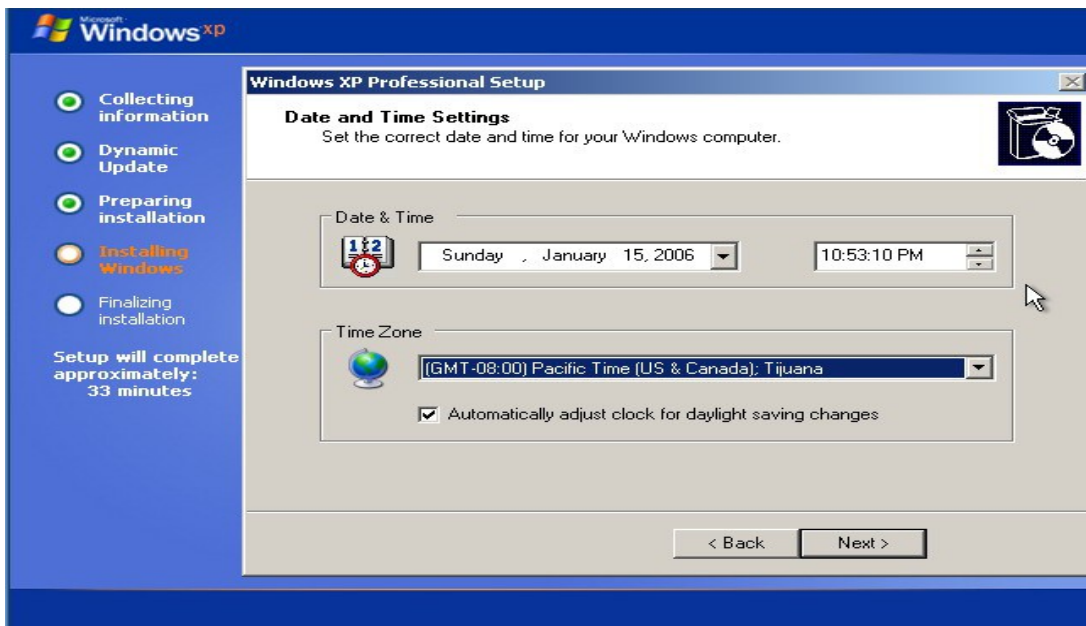 Microsoft
Windows xp
Collecting
information
Dynamic
Update
Preparing
installation
Installing
Windows
Finalizing
installation
Setup will complete
approximately:
33 minutes
Windows XP Professional Setup
Date and Time Settings
Set the correct date and time for your Windows computer.
Date & Time
Sunday , January 15, 2006
10:53:10 PM
Time Zone
(GMT-08:00) Pacific Time (US & Canada); Tijuana
Automatically adjust clock for daylight saving changes
< Back
Next >